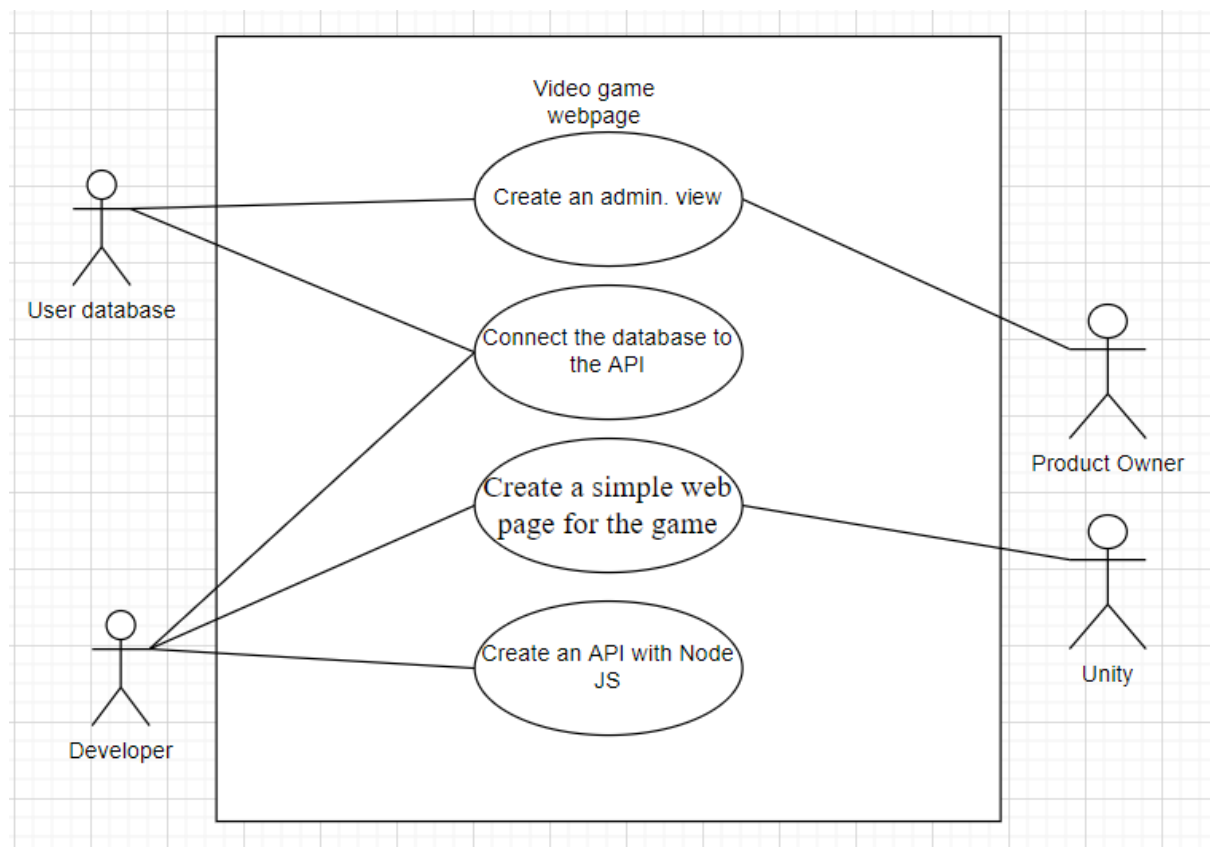 Video game
webpage
Create an admin. view
User database
Connect the database to
the API
Product Owner
Create a simple web
page for the game
Unity
Create an API with Node
JS
Developer